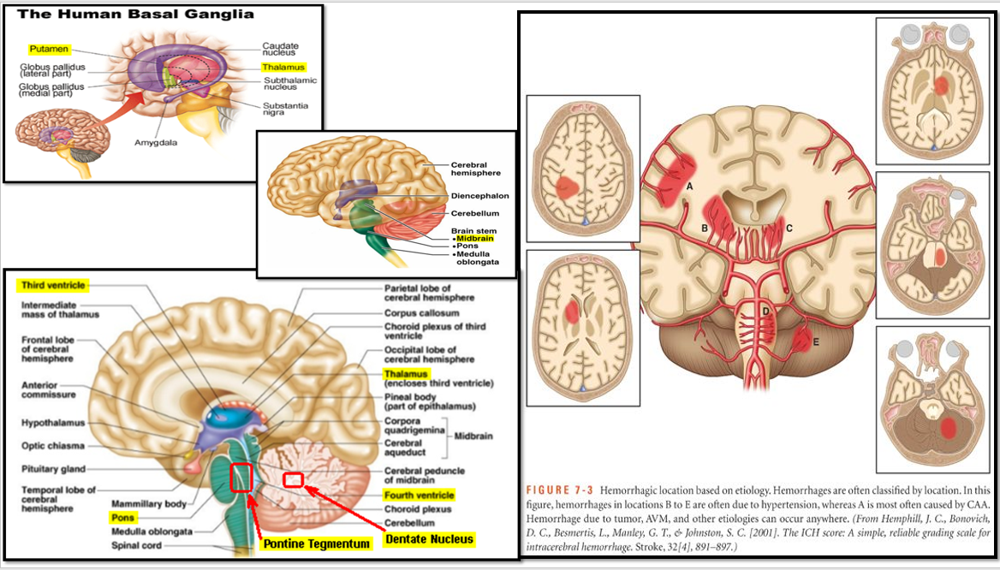 The Human Basal Ganglia
Putamen
Globus pallidus
(lateral part)
Globus pallidus
(medial part)
Caudate
nucleus
Thalamus
Subthalamic
nucleus
Substantia
nigra
Amygdala
Cerebral
hemisphere
Diencephalon
Cerebellum
Brain stem
•Midbrain
•Pons
•Medulla
oblongata
Third ventricle
Intermediate
mass of thalamus
Frontal lobe
of cerebral
hemisphere
Anterior
commissure
Hypothalamus
Optic chiasma
Pituitary gland
Temporal lobe of
cerebral
hemisphere
Mammillary body
Pons
Medulla oblongata
Spinal cord
Parietal lobe of
cerebral hemisphere
Corpus callosum
Choroid plexus of third
ventricle
Occipital lobe of
cerebral hemisphere
Thalamus
(encloses third ventricle)
Pineal body
(part of epithalamus)
Corpora
quadrigemina
Cerebral
aqueduct
Midbrain
Cerebral peduncle
of midbrain
Fourth ventricle
Choroid plexus
Cerebellum
Pontine Tegmentum
Dentate Nucleus
A
B
C
D
E
FIGURE 7-3 Hemorrhagic location based on etiology. Hemorrhages are often classified by location. In this
figure, hemorrhages in locations B to E are often due to hypertension, whereas A is most often caused by CAA.
Hemorrhage due to tumor, AVM, and other etiologies can occur anywhere. (From Hemphill, J. C., Bonovich,
D. C., Besmertis, L., Manley, G. T., & Johnston, S. C. [2001]. The ICH score: A simple, reliable grading scale for
intracerebral hemorrhage. Stroke, 32[4], 891–897.)